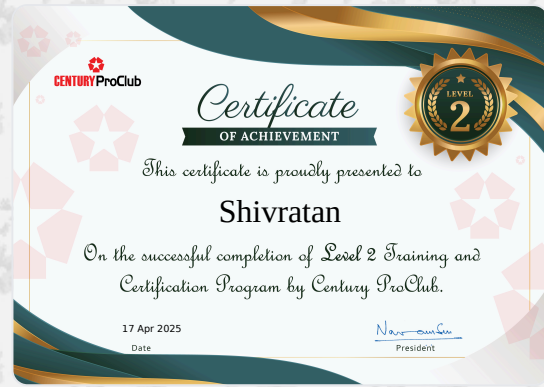 CENTURY ProClub
LEVEL
2
Certificate
OF ACHIEVEMENT
This certificate is proudly presented to
Shivratan
On the successful completion of Level 2 Training and
Certification Program by Century ProClub.
17 Apr 2025
Date
President